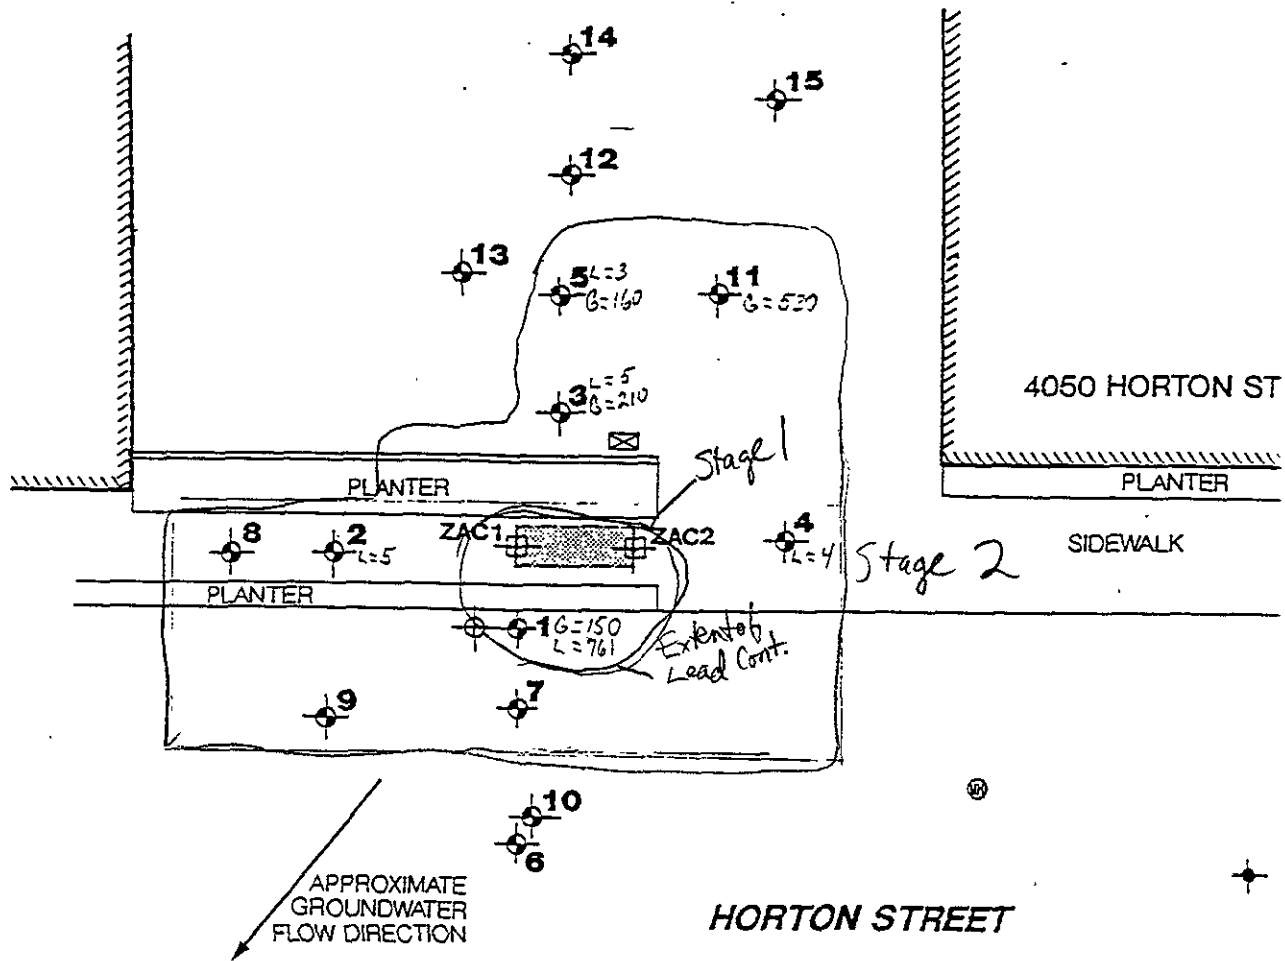 14
15
12
13
5 L=3
G=160
11
G=530
4050 HORTON ST
3 L=5
G=210
Stage 1
PLANTER
PLANTER
8
2
L=5
ZAC1
ZAC2
4
L=4
Stage 2
SIDEWALK
PLANTER
1 G=150
L=761
Extent of
Lead Cont.
9
7
10
6
APPROXIMATE
GROUNDWATER
FLOW DIRECTION
HORTON STREET